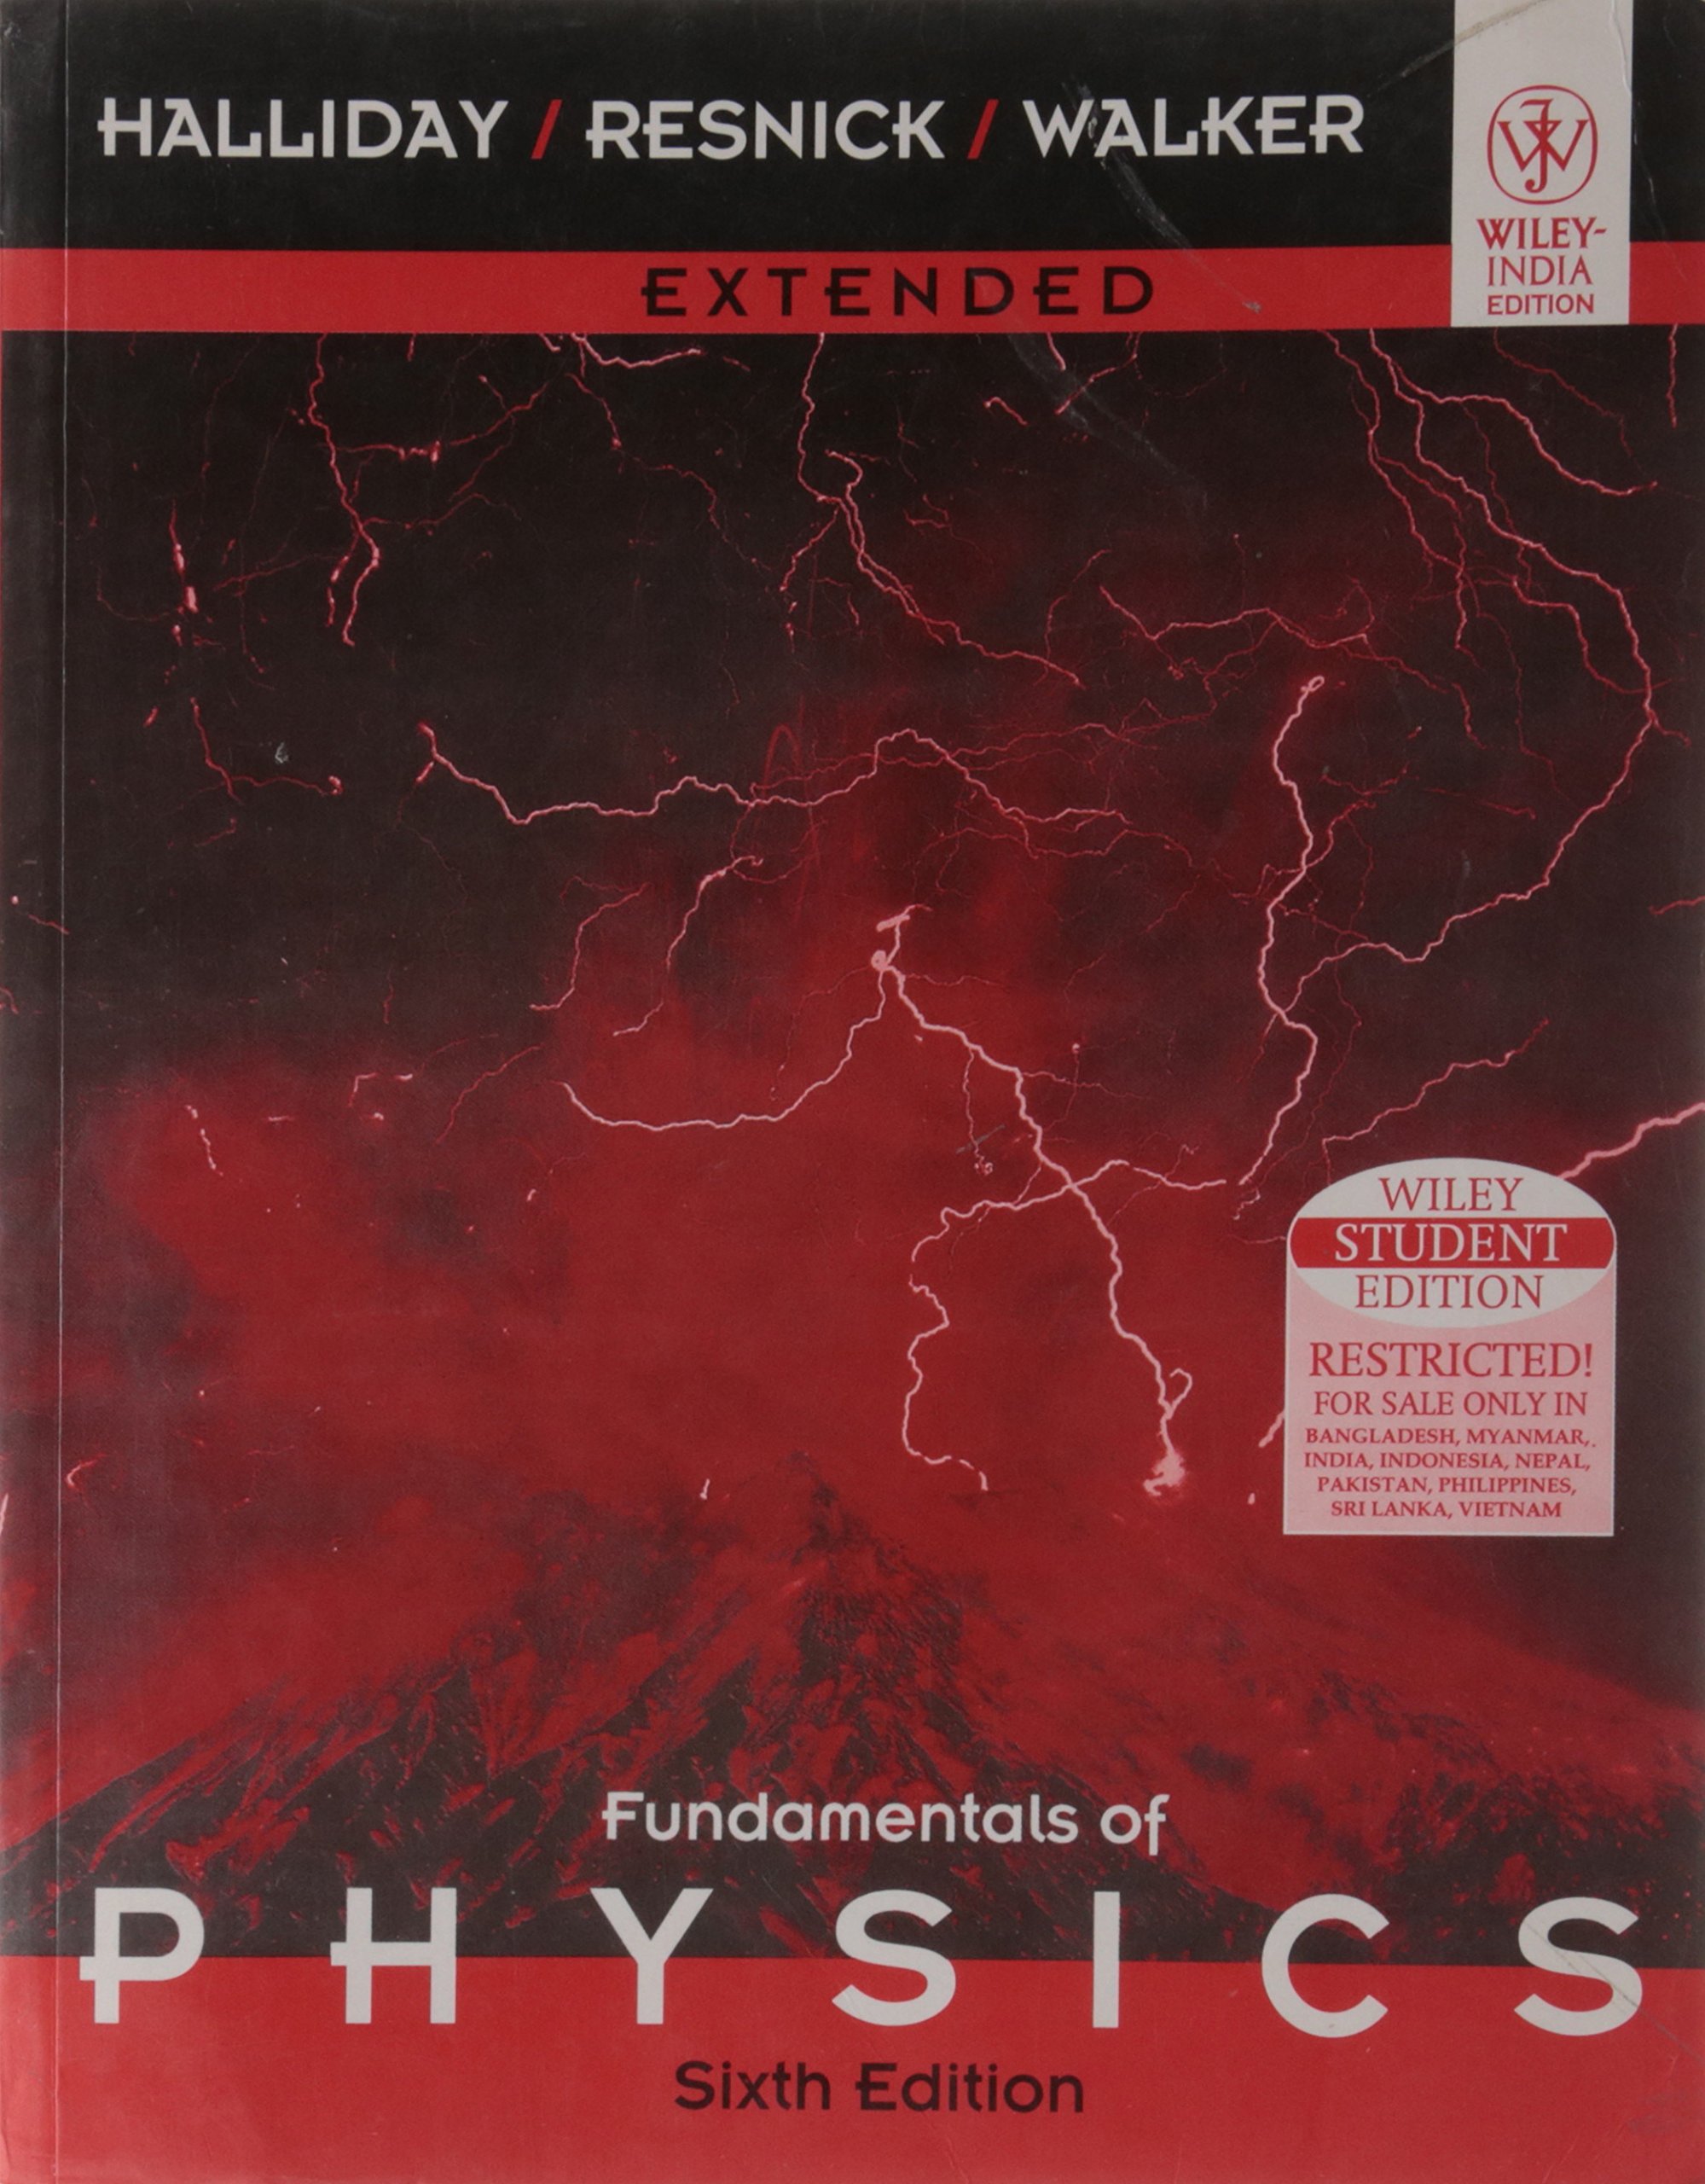 HALLIDAY / RESNICK / WALKER
WILEY-
INDIA
EDITION
EXTENDED
WILEY
STUDENT
EDITION
RESTRICTED!
FOR SALE ONLY IN
BANGLADESH, MYANMAR,
INDIA, INDONESIA, NEPAL,
PAKISTAN, PHILIPPINES,
SRI LANKA, VIETNAM
Fundamentals of
PHYSICS
Sixth Edition